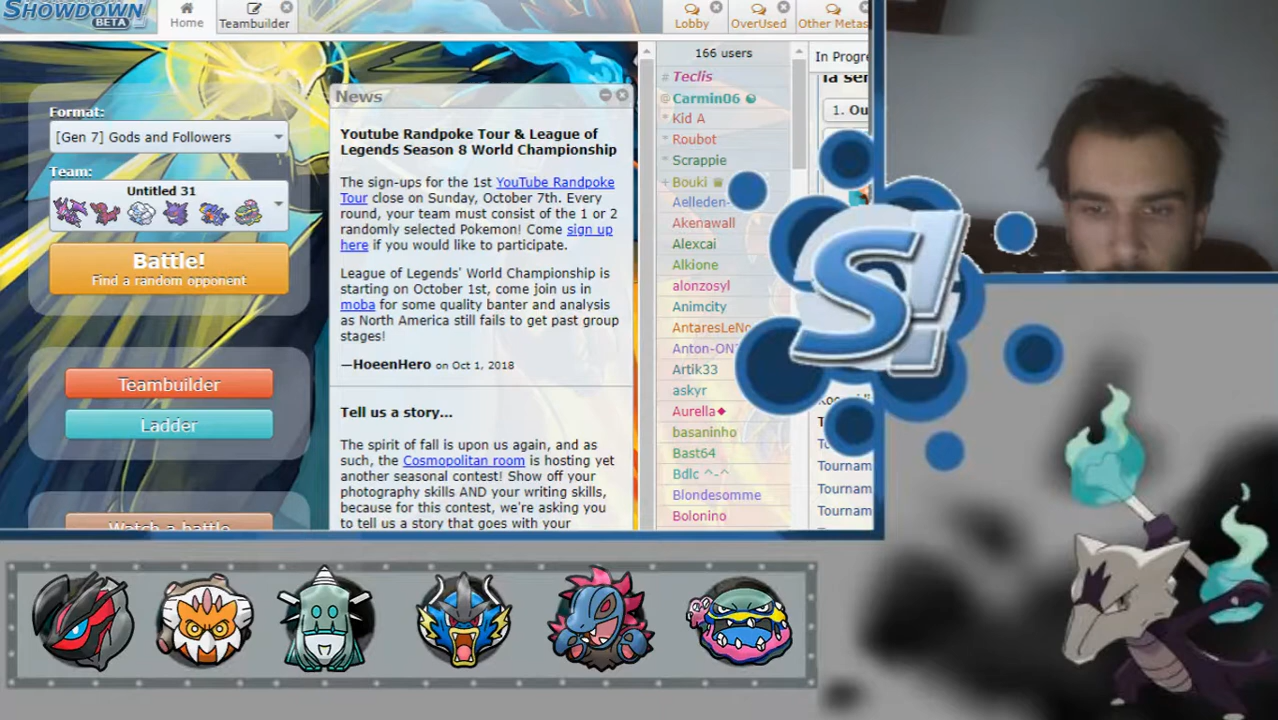 SHOWDOWN
BETA
Home
Teambuilder
Lobby
OverUsed
Other Metas
Format:
[Gen 7] Gods and Followers
Team:
Untitled 31
Battle!
Find a random opponent
Teambuilder
Ladder
Watch a battle
News
Youtube Randpoke Tour & League of
Legends Season 8 World Championship
The sign-ups for the 1st YouTube Randpoke
Tour close on Sunday, October 7th. Every
round, your team must consist of the 1 or 2
randomly selected Pokemon! Come sign up
here if you would like to participate.
League of Legends' World Championship is
starting on October 1st, come join us in
moba for some quality banter and analysis
as North America still fails to get past group
stages!
—HoeenHero on Oct 1, 2018
Tell us a story...
The spirit of fall is upon us again, and as
such, the Cosmopolitan room is hosting yet
another seasonal contest! Show off your
photography skills AND your writing skills,
because for this contest, we're asking you
to tell us a story that goes with your
166 users
# Teclis
@ Carmin06
* Kid A
* Roubot
* Scrappie
+ Bouki
Aelleden-
Akenawall
Alexcai
Alkione
alonzosyl
Animcity
AntaresLeNo
Anton-ON
Artik33
askyr
Aurella◆
basaninho
Bast64
Bdlc ^-^
Blondesomme
Bolonino
In Progre
la ser
1. Ou
S!
Tournam
Tournam
Tournam